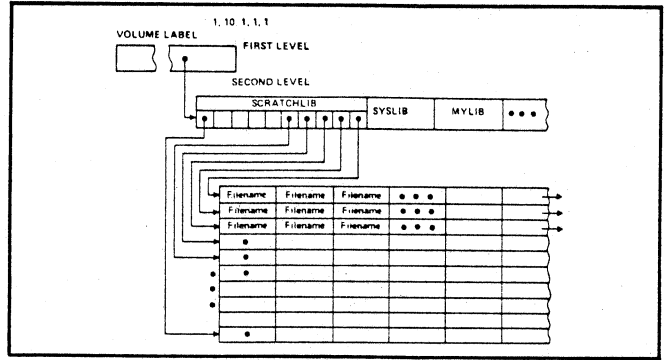 1, 10, 1, 1, 1
VOLUME LABEL
FIRST LEVEL
SECOND LEVEL
SCRATCHLIB
SYSLIB
MYLIB
Filename Filename Filename
Filename Filename Filename
Filename Filename Filename